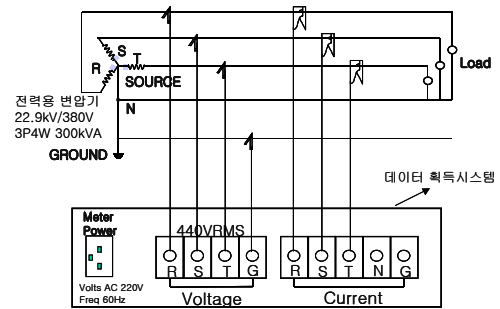 S
T
R
SOURCE
Load
전력용 변압기
22.9kV/380V
3P4W 300kVA
N
GROUND
데이터 획득시스템
Meter
Power
440VRMS
R S T G
R S T N G
Volts AC 220V
Freq 60Hz
Voltage
Current